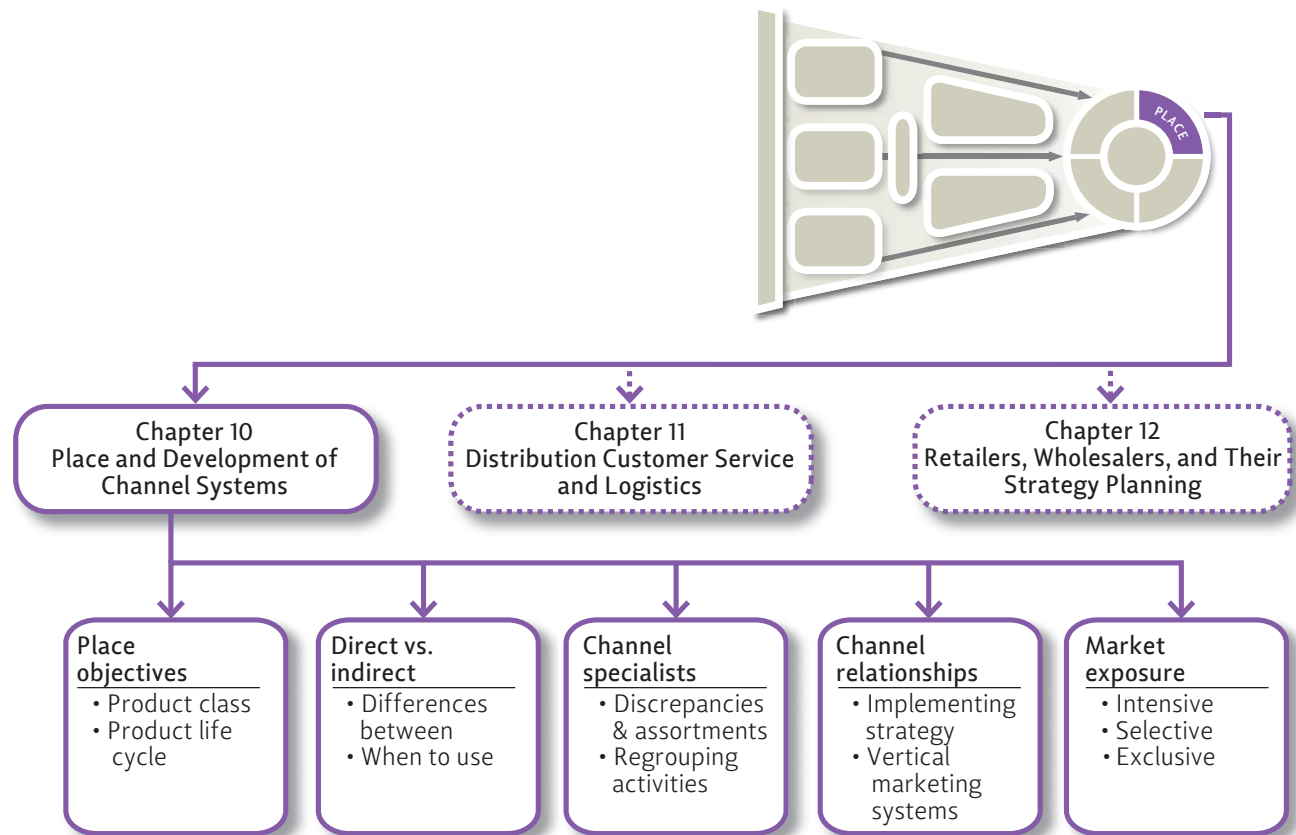 PLACE
Chapter 10
Place and Development of
Channel Systems
Chapter 11
Distribution Customer Service
and Logistics
Chapter 12
Retailers, Wholesalers, and Their
Strategy Planning
Place
objectives
• Product class
• Product life
cycle
Direct vs.
indirect
• Differences
between
• When to use
Channel
specialists
• Discrepancies
& assortments
• Regrouping
activities
Channel
relationships
• Implementing
strategy
• Vertical
marketing
systems
Market
exposure
• Intensive
• Selective
• Exclusive